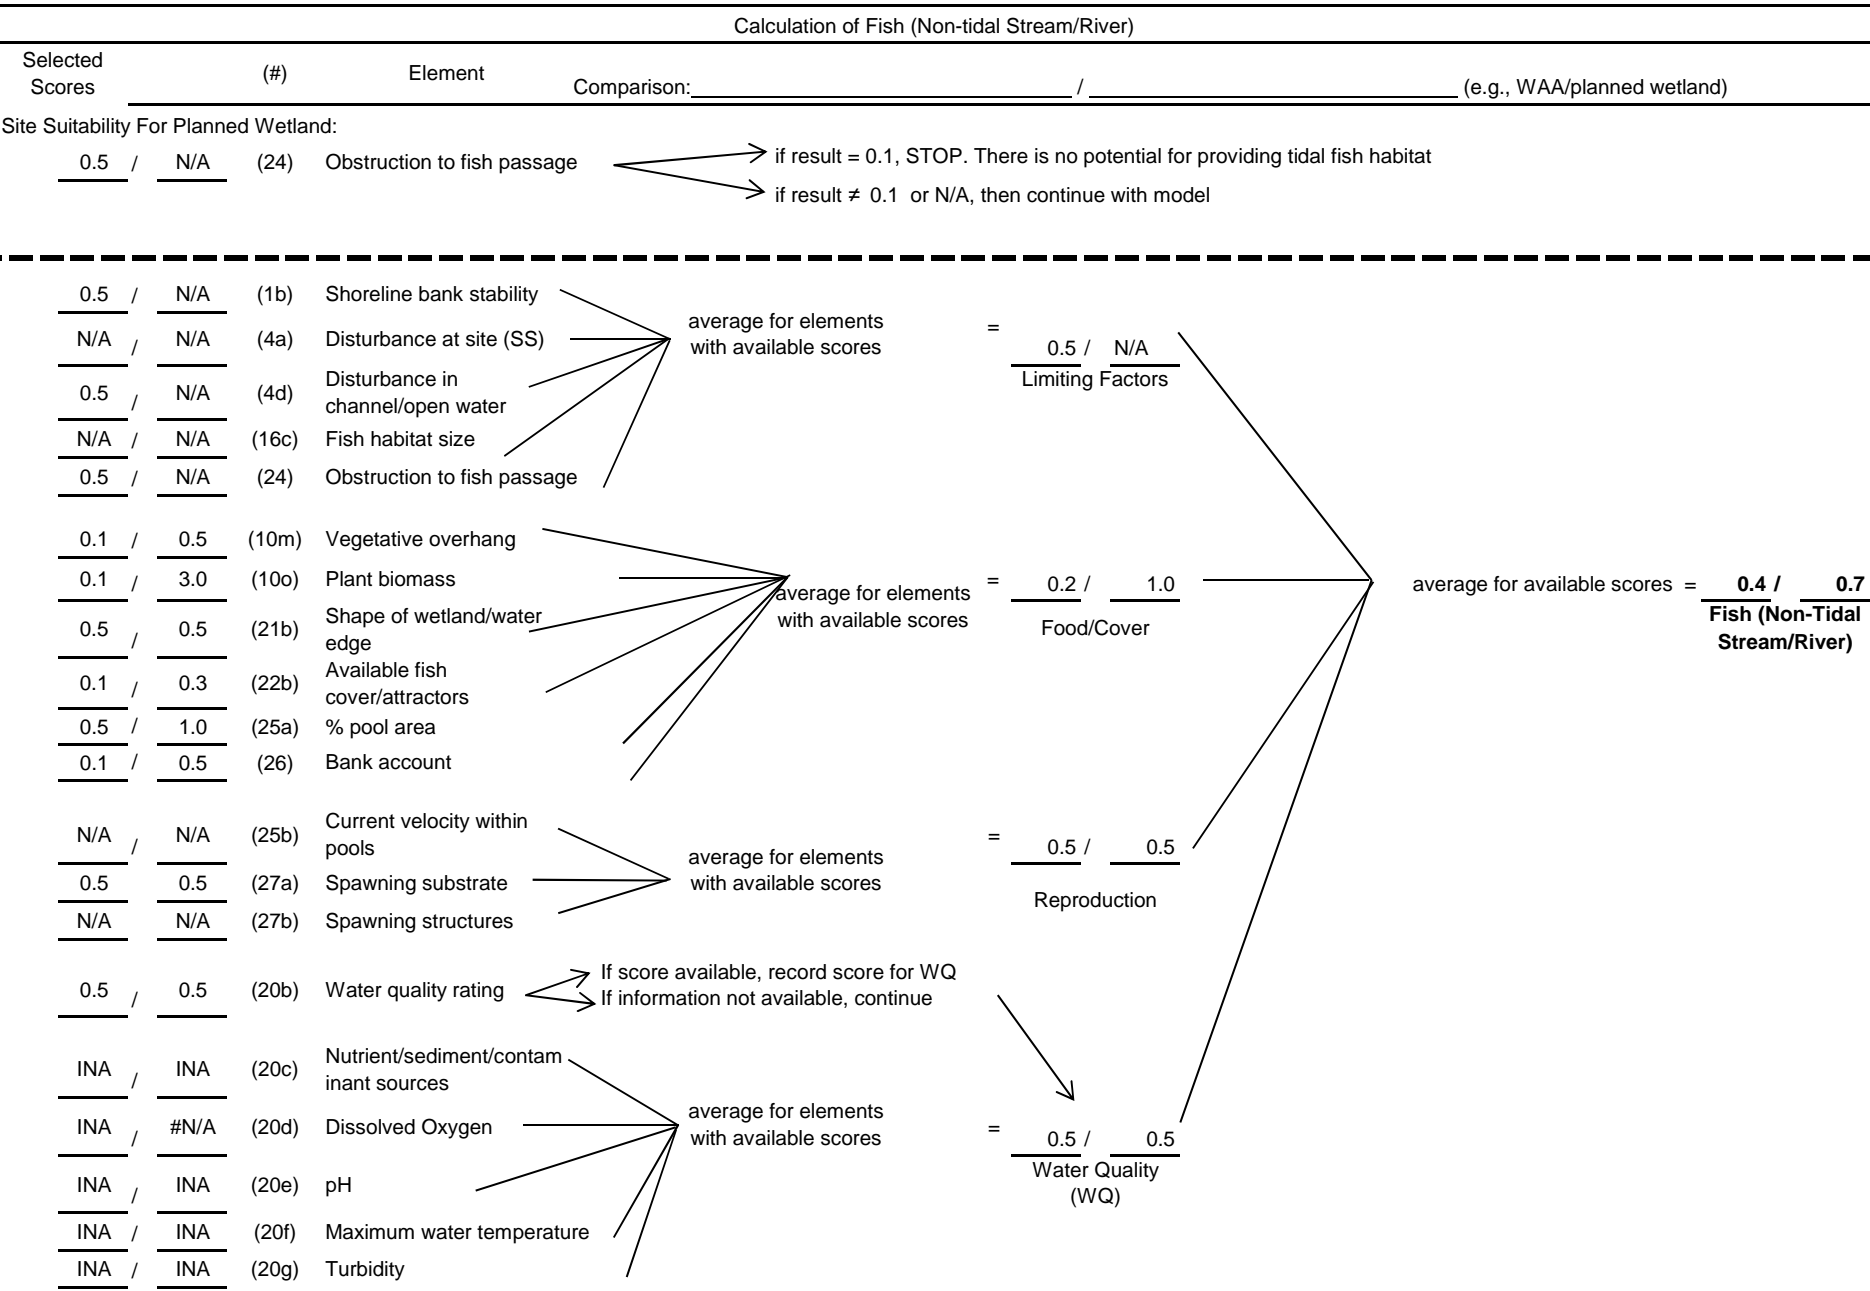 Calculation of Fish (Non-tidal Stream/River)
Selected
Scores
(#)
Element
Comparison: / (e.g., WAA/planned wetland)
Site Suitability For Planned Wetland:
0.5 / N/A (24) Obstruction to fish passage
if result = 0.1, STOP. There is no potential for providing tidal fish habitat
if result ≠ 0.1 or N/A, then continue with model
0.5 / N/A (1b) Shoreline bank stability
N/A / N/A (4a) Disturbance at site (SS)
0.5 / N/A (4d) Disturbance in
channel/open water
N/A / N/A (16c) Fish habitat size
0.5 / N/A (24) Obstruction to fish passage
average for elements
with available scores
= 0.5 / N/A
Limiting Factors
0.1 / 0.5 (10m) Vegetative overhang
0.1 / 3.0 (10o) Plant biomass
0.5 / 0.5 (21b) Shape of wetland/water
edge
0.1 / 0.3 (22b) Available fish
cover/attractors
0.5 / 1.0 (25a) % pool area
0.1 / 0.5 (26) Bank account
average for elements
with available scores
= 0.2 / 1.0
Food/Cover
average for available scores = 0.4 / 0.7
Fish (Non-Tidal
Stream/River)
N/A / N/A (25b) Current velocity within
pools
0.5 / 0.5 (27a) Spawning substrate
N/A / N/A (27b) Spawning structures
average for elements
with available scores
= 0.5 / 0.5
Reproduction
0.5 / 0.5 (20b) Water quality rating
If score available, record score for WQ
If information not available, continue
INA / INA (20c) Nutrient/sediment/contam
inant sources
INA / #N/A (20d) Dissolved Oxygen
INA / INA (20e) pH
INA / INA (20f) Maximum water temperature
INA / INA (20g) Turbidity
average for elements
with available scores
= 0.5 / 0.5
Water Quality
(WQ)